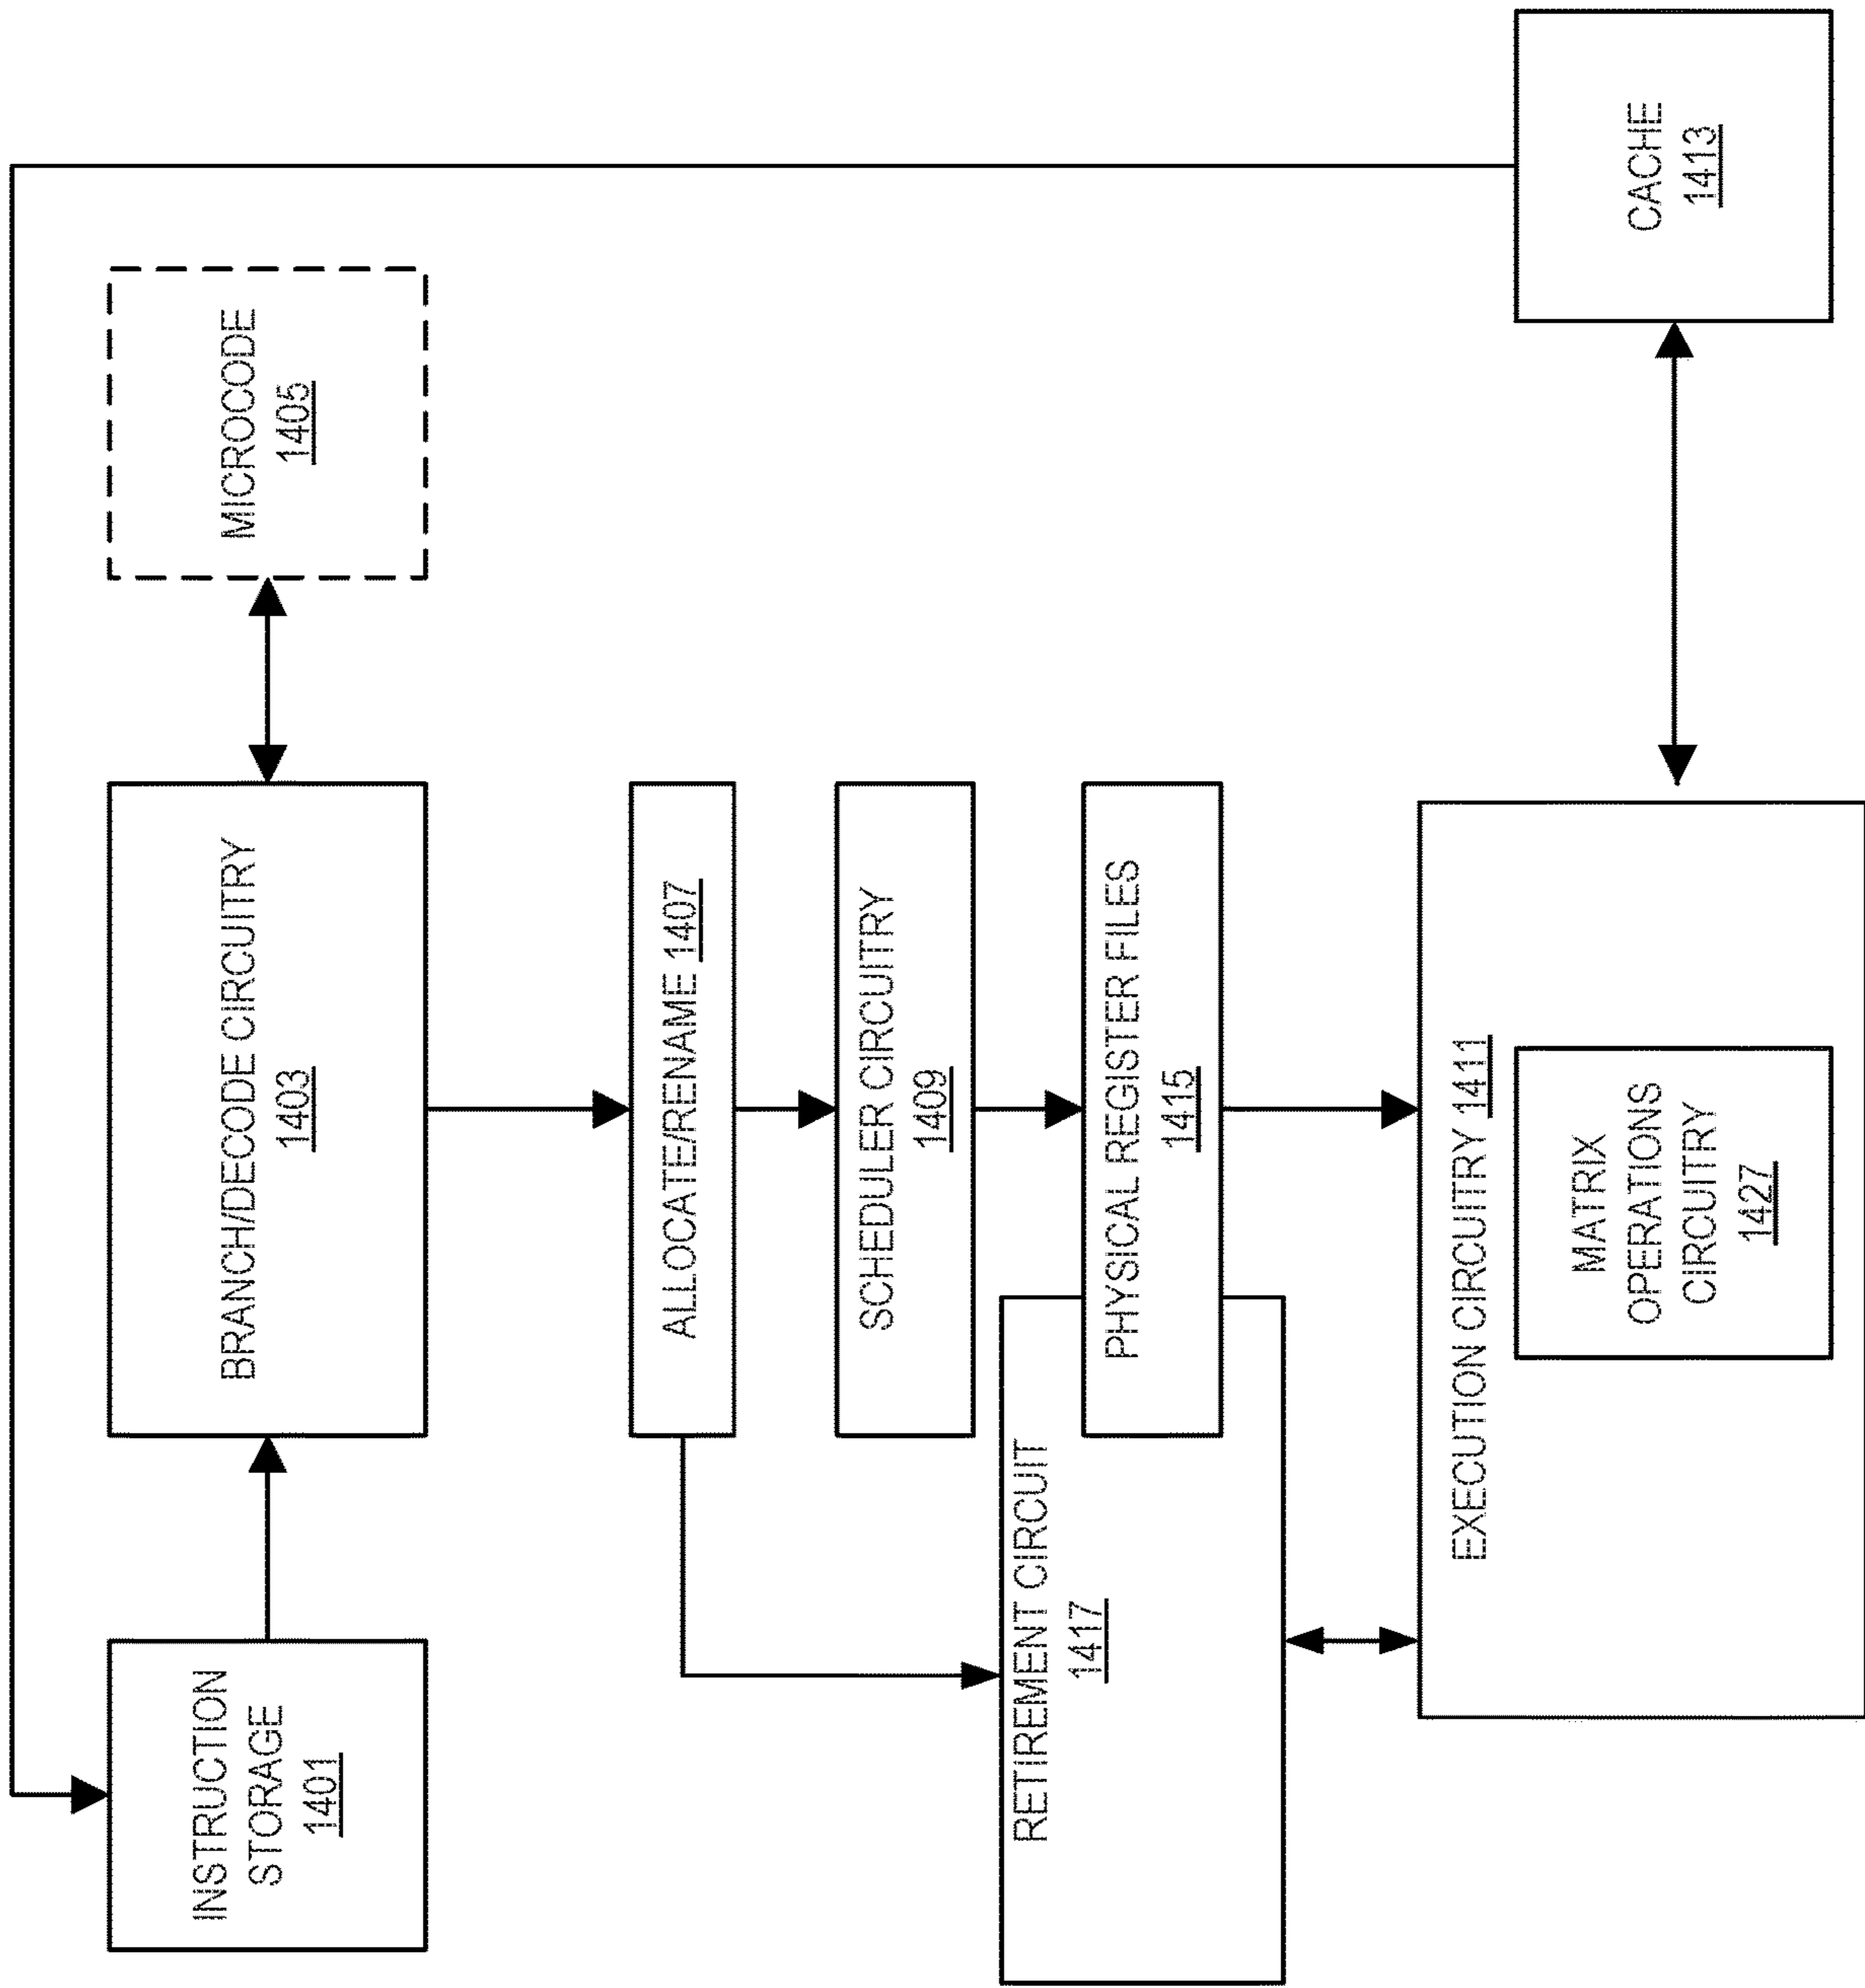 INSTRUCTION
STORAGE
1401
BRANCH/DECODE CIRCUITRY
1403
MICROCODE
1405
ALLOCATE/RENAME 1407
SCHEDULER CIRCUITRY
1409
RETIREMENT CIRCUIT
1417
PHYSICAL REGISTER FILES
1415
EXECUTION CIRCUITRY 1411
MATRIX
OPERATIONS
CIRCUITRY
1427
CACHE
1413